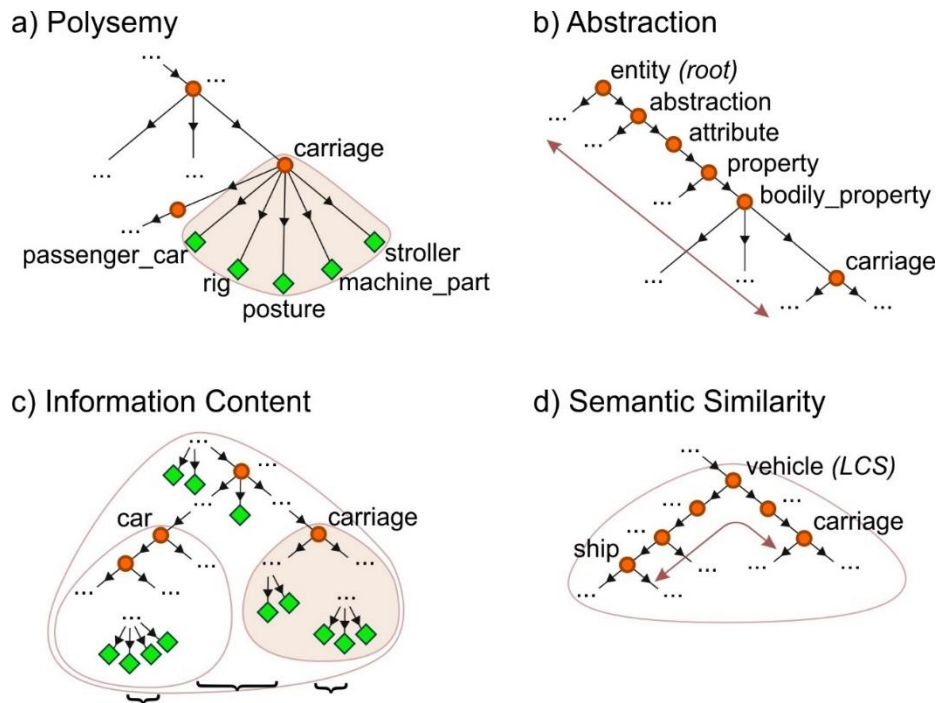 a) Polysemy
...
...
carriage
...
...
...
passenger_car
stroller
rig
machine_part
posture
b) Abstraction
entity (root)
...
abstraction
...
attribute
property
...
bodily_property
carriage
...
...
...
...
c) Information Content
...
...
...
...
car
carriage
...
...
...
...
...
...
d) Semantic Similarity
...
vehicle (LCS)
...
...
carriage
...
ship
...
...
...
...
...